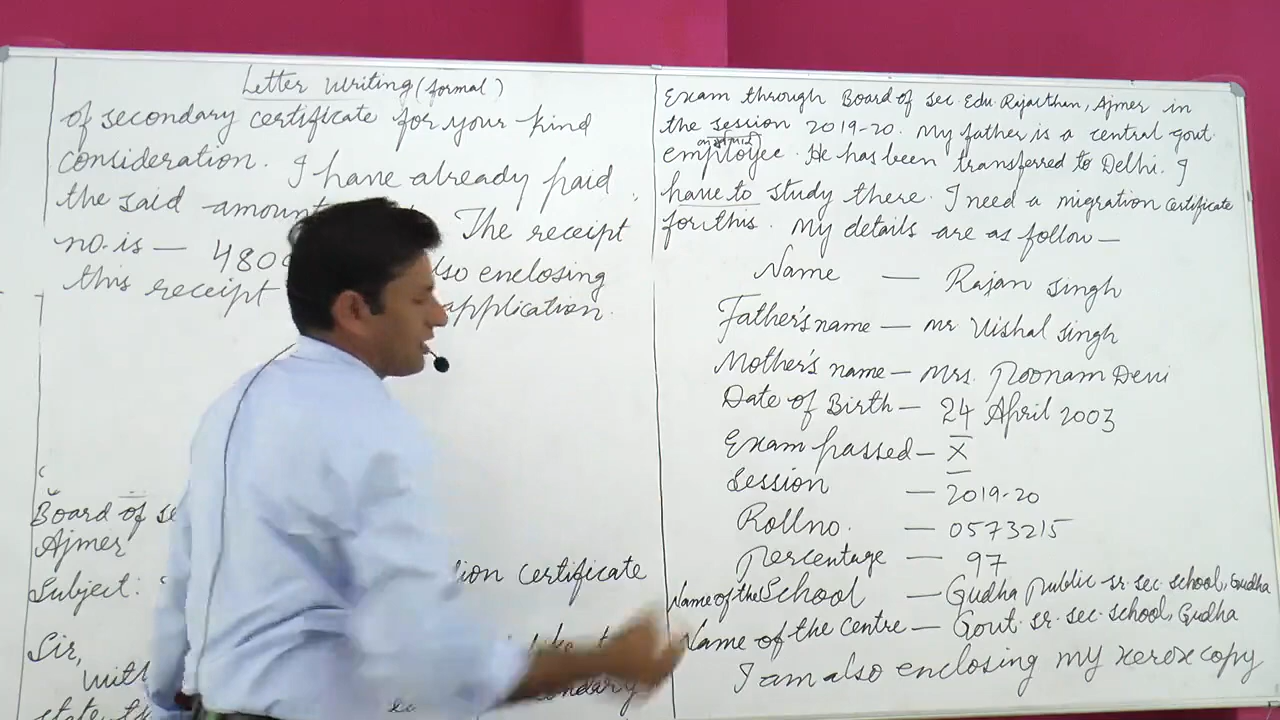 Letter Writing (formal)
of secondary certificate for your kind
consideration. I have already paid
the said amount
The receipt
no. is — 480
this receipt
also enclosing
application.
Board of se
Ajmer
Subject:
tion certificate
Sir,
with
state th
ondary
Exam through Board of Sec Edu. Rajasthan, Ajmer in
the session 2019-20. My father is a central govt.
employee. He has been transferred to Delhi. I
have to study there. I need a migration certificate
for this. My details are as follow —
Name — Rajan Singh
Father's name — Mr Vishal Singh
Mother's name — Mrs. Poonam Devi
Date of Birth — 24 April 2003
Exam passed — X
Session — 2019-20
Roll no. — 0573215
Percentage — 97
Name of the School — Gudha Public Sr. Sec. School, Gudha
Name of the centre — Govt. Sr. Sec. School, Gudha
I am also enclosing my xerox copy